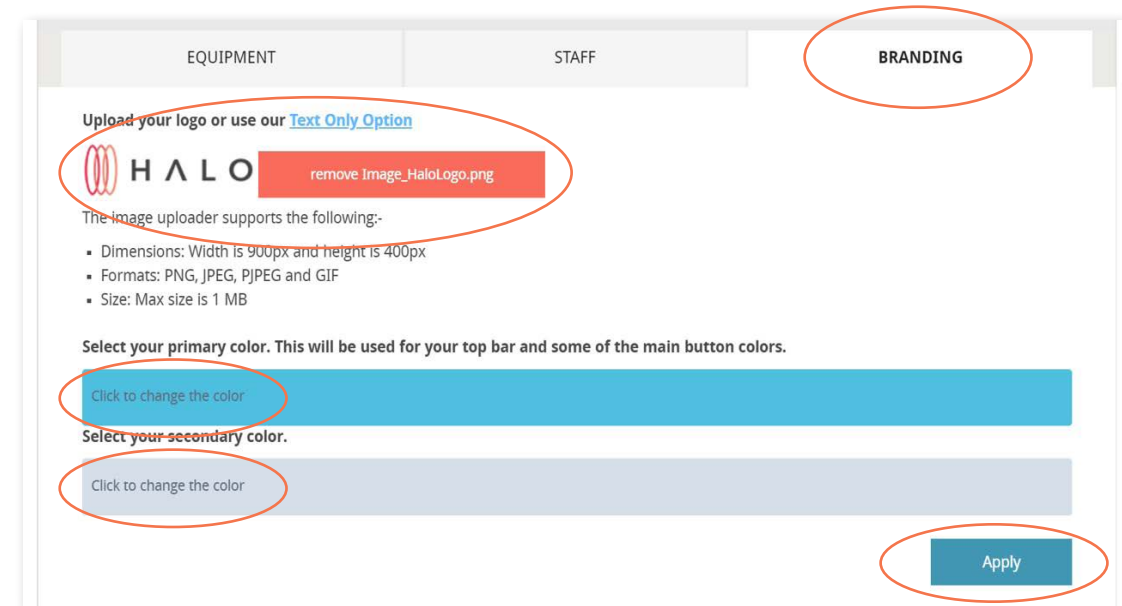 EQUIPMENT STAFF BRANDING
Upload your logo or use our Text Only Option
HΛLO remove Image_HaloLogo.png
The image uploader supports the following:-
▪ Dimensions: Width is 900px and height is 400px
▪ Formats: PNG, JPEG, PJPEG and GIF
▪ Size: Max size is 1 MB
Select your primary color. This will be used for your top bar and some of the main button colors.
Click to change the color
Select your secondary color.
Click to change the color
Apply